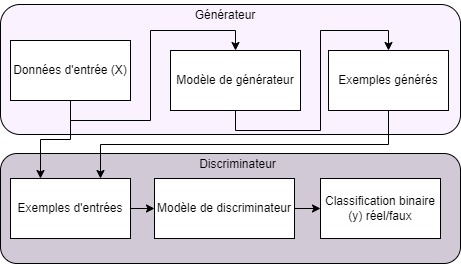 Générateur
Données d'entrée (X)
Modèle de générateur
Exemples générés
Discriminateur
Exemples d'entrées
Modèle de discriminateur
Classification binaire
(y) réel/faux